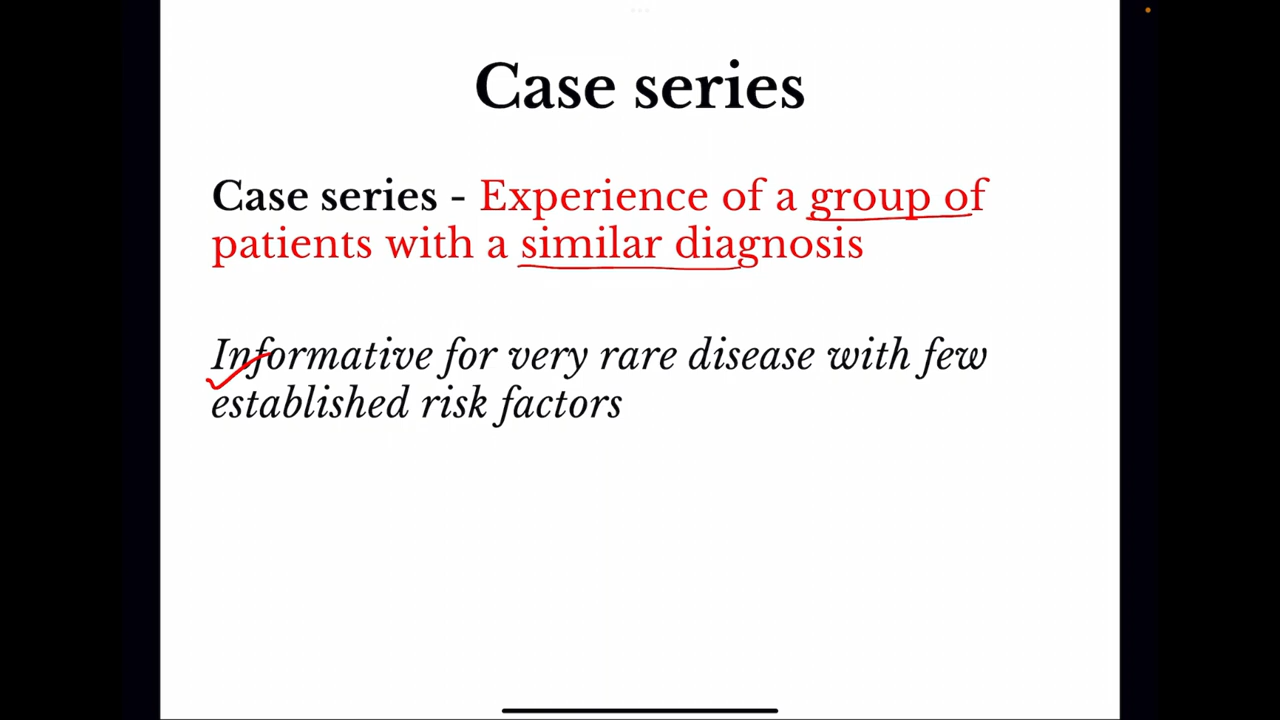 Case series
Case series - Experience of a group of
patients with a similar diagnosis
Informative for very rare disease with few
established risk factors